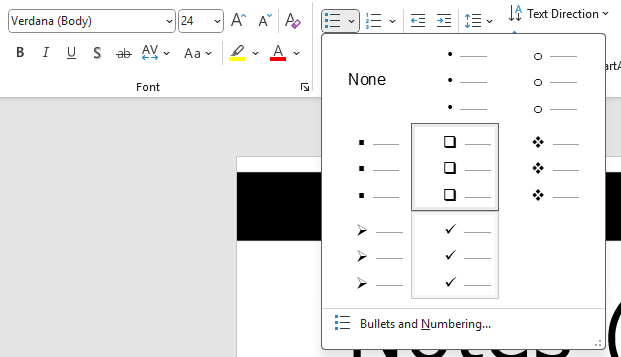 Verdana (Body) 24 A A A Text Direction
B I U S ab AV Aa A
Font
None
Bullets and Numbering...
Notes (